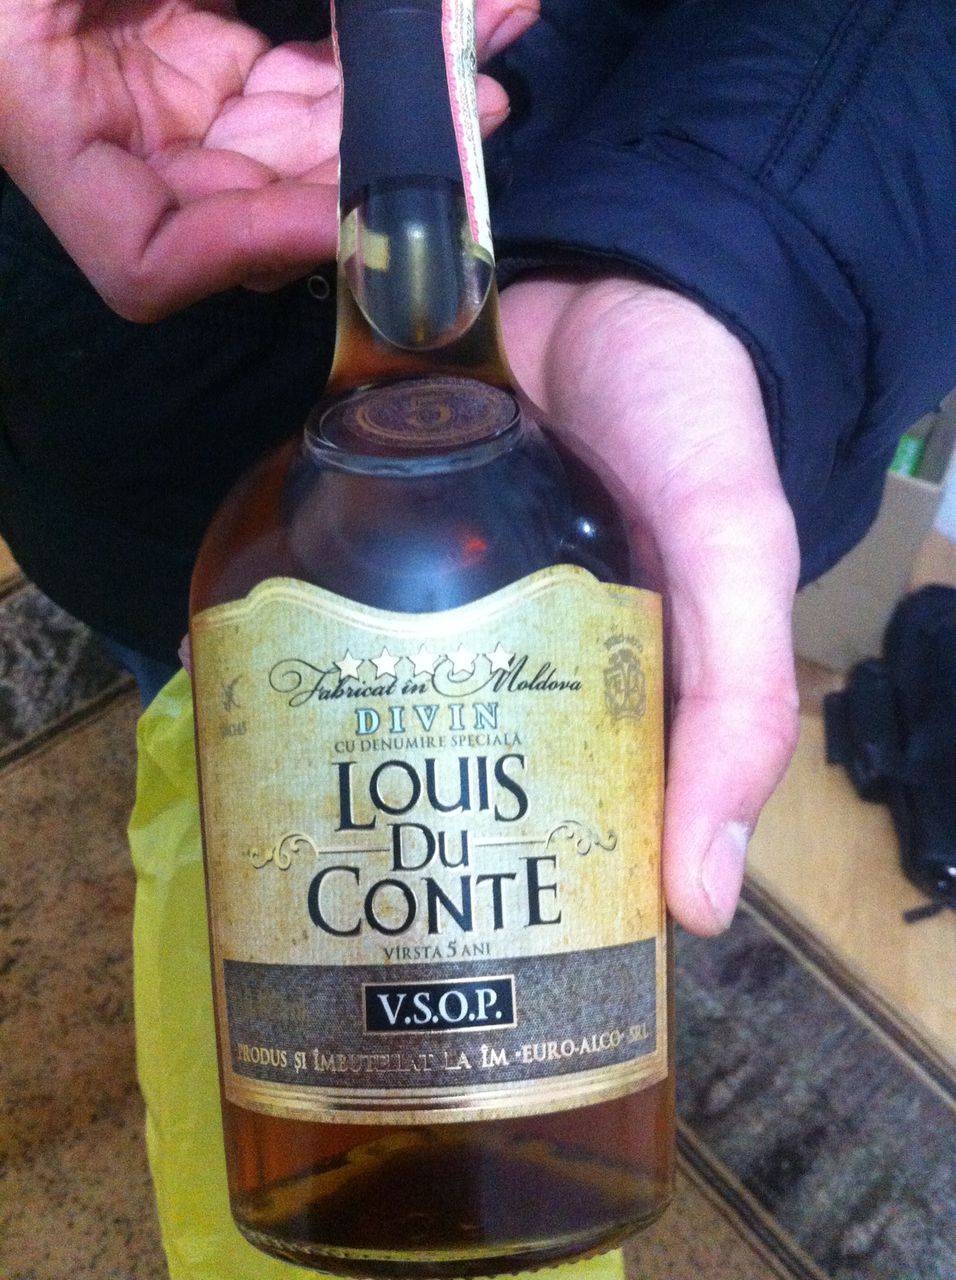 5
Fabricat în Moldova
DIVIN
CU DENUMIRE SPECIALĂ
LOUIS
DU
CONTE
VÎRSTA 5 ANI
V.S.O.P.
PRODUS ȘI ÎMBUTELIAT LA ÎM "EURO-ALCO" SRL